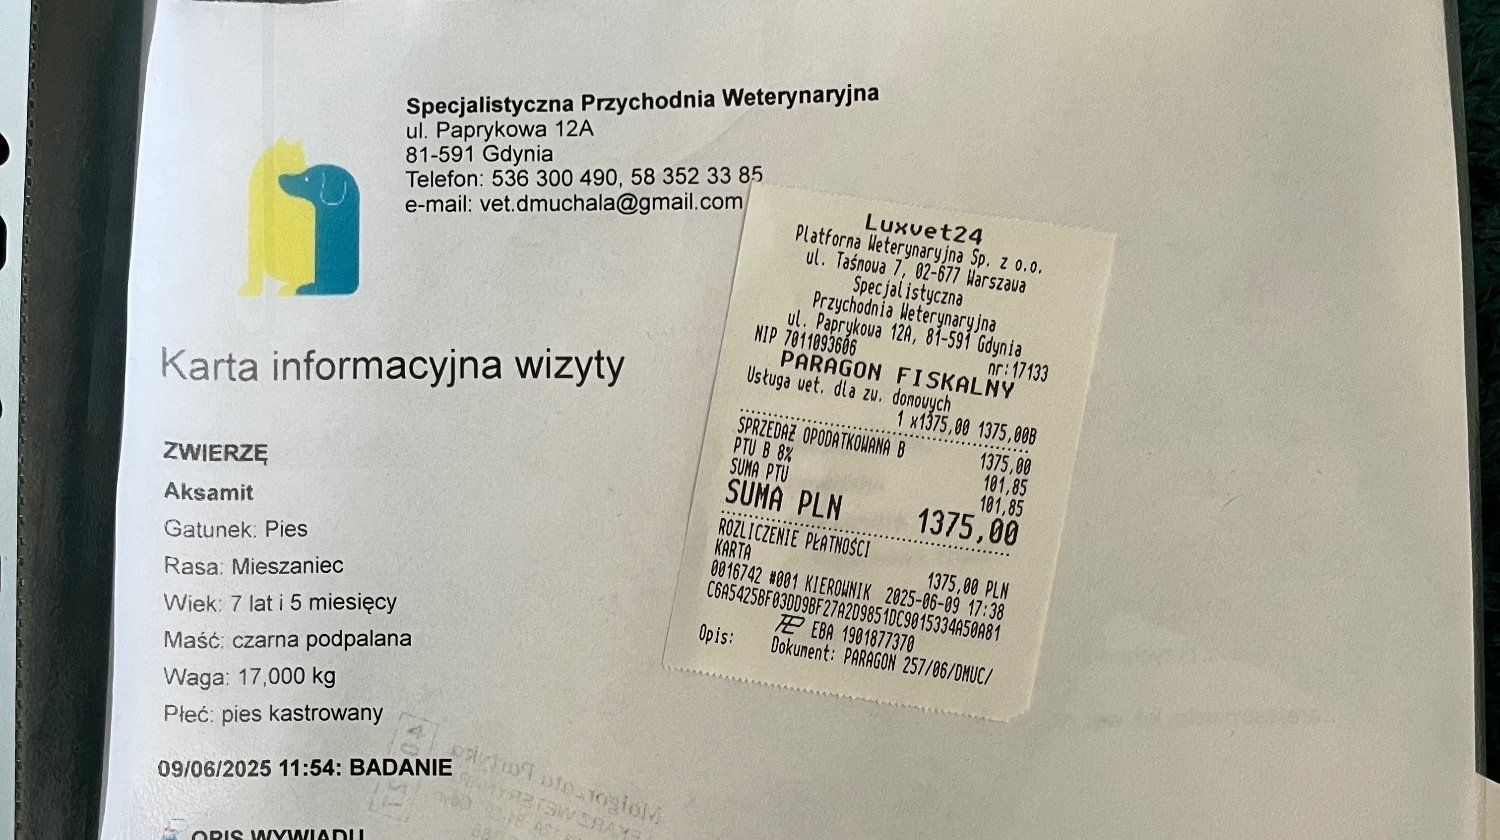 Specjalistyczna Przychodnia Weterynaryjna
ul. Paprykowa 12A
81-591 Gdynia
Telefon: 536 300 490, 58 352 33 85
e-mail: vet.dmuchala@gmail.com
Karta informacyjna wizyty
ZWIERZĘ
Aksamit
Gatunek: Pies
Rasa: Mieszaniec
Wiek: 7 lat i 5 miesięcy
Maść: czarna podpalana
Waga: 17,000 kg
Płeć: pies kastrowany
09/06/2025 11:54: BADANIE
OPIS WYWIADU
Luxvet24
Platforma Weterynaryjna Sp. z o.o.
ul. Taśmowa 7, 02-677 Warszawa
Specjalistyczna
Przychodnia Weterynaryjna
ul. Paprykowa 12A, 81-591 Gdynia
NIP 7011093606
nr:17133
PARAGON FISKALNY
Usługa wet. dla zw. domowych
1 x1375,00 1375,00B
SPRZEDAŻ OPODATKOWANA B 1375,00
PTU B 8% 101,85
SUMA PTU 101,85
SUMA PLN 1375,00
ROZLICZENIE PŁATNOŚCI
KARTA 1375,00 PLN
0016742 #001 KIEROWNIK 2025-06-09 17:38
C6A5425BF03DD9BF27A2D9851DC9015334A50A81
EBA 1901877370
Opis: Dokument: PARAGON 257/06/DMUC/